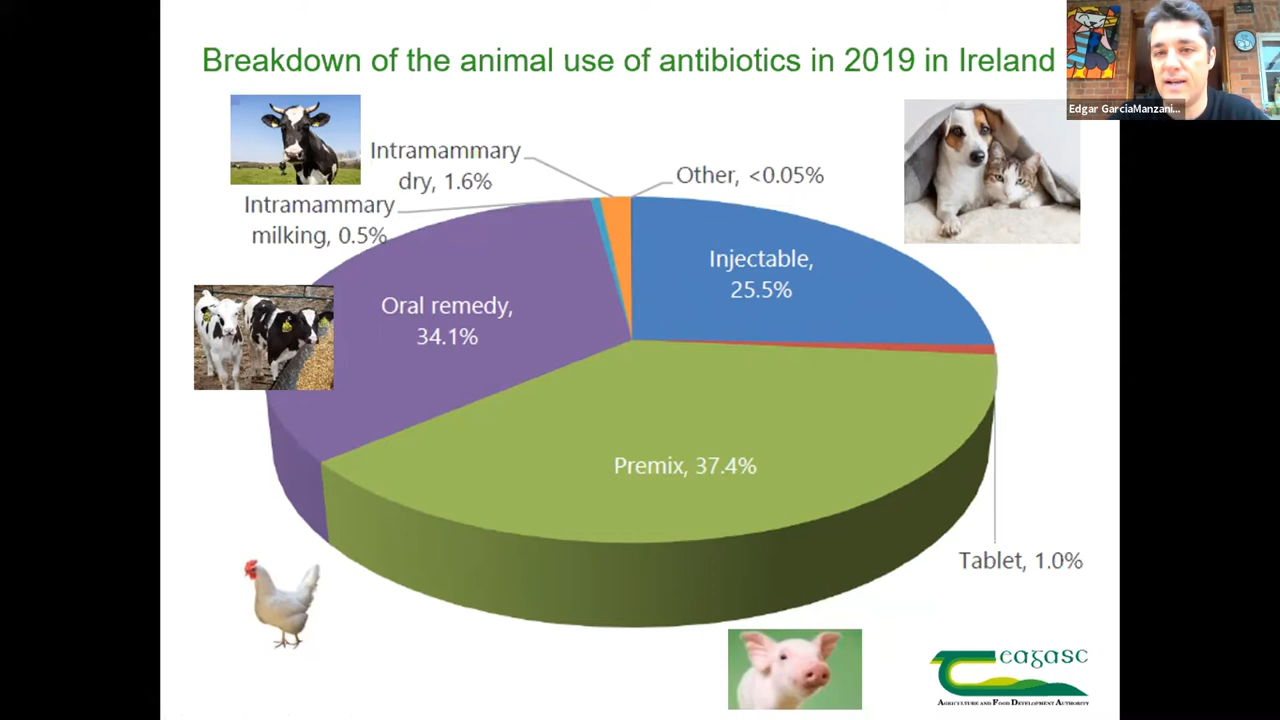 Breakdown of the animal use of antibiotics in 2019 in Ireland
Edgar GarciaManzani...
Intramammary
dry, 1.6%
Other, <0.05%
Intramammary
milking, 0.5%
Injectable,
25.5%
Oral remedy,
34.1%
Premix, 37.4%
Tablet, 1.0%
eagasc
AGRICULTURE AND FOOD DEVELOPMENT AUTHORITY